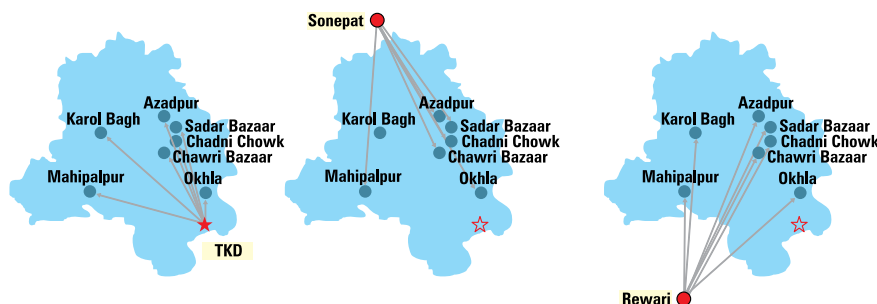 Azadpur
Karol Bagh
Sadar Bazaar
Chadni Chowk
Chawri Bazaar
Mahipalpur
Okhla
TKD
Sonepat
Azadpur
Karol Bagh
Sadar Bazaar
Chadni Chowk
Chawri Bazaar
Mahipalpur
Okhla
Azadpur
Karol Bagh
Sadar Bazaar
Chadni Chowk
Chawri Bazaar
Mahipalpur
Okhla
Rewari